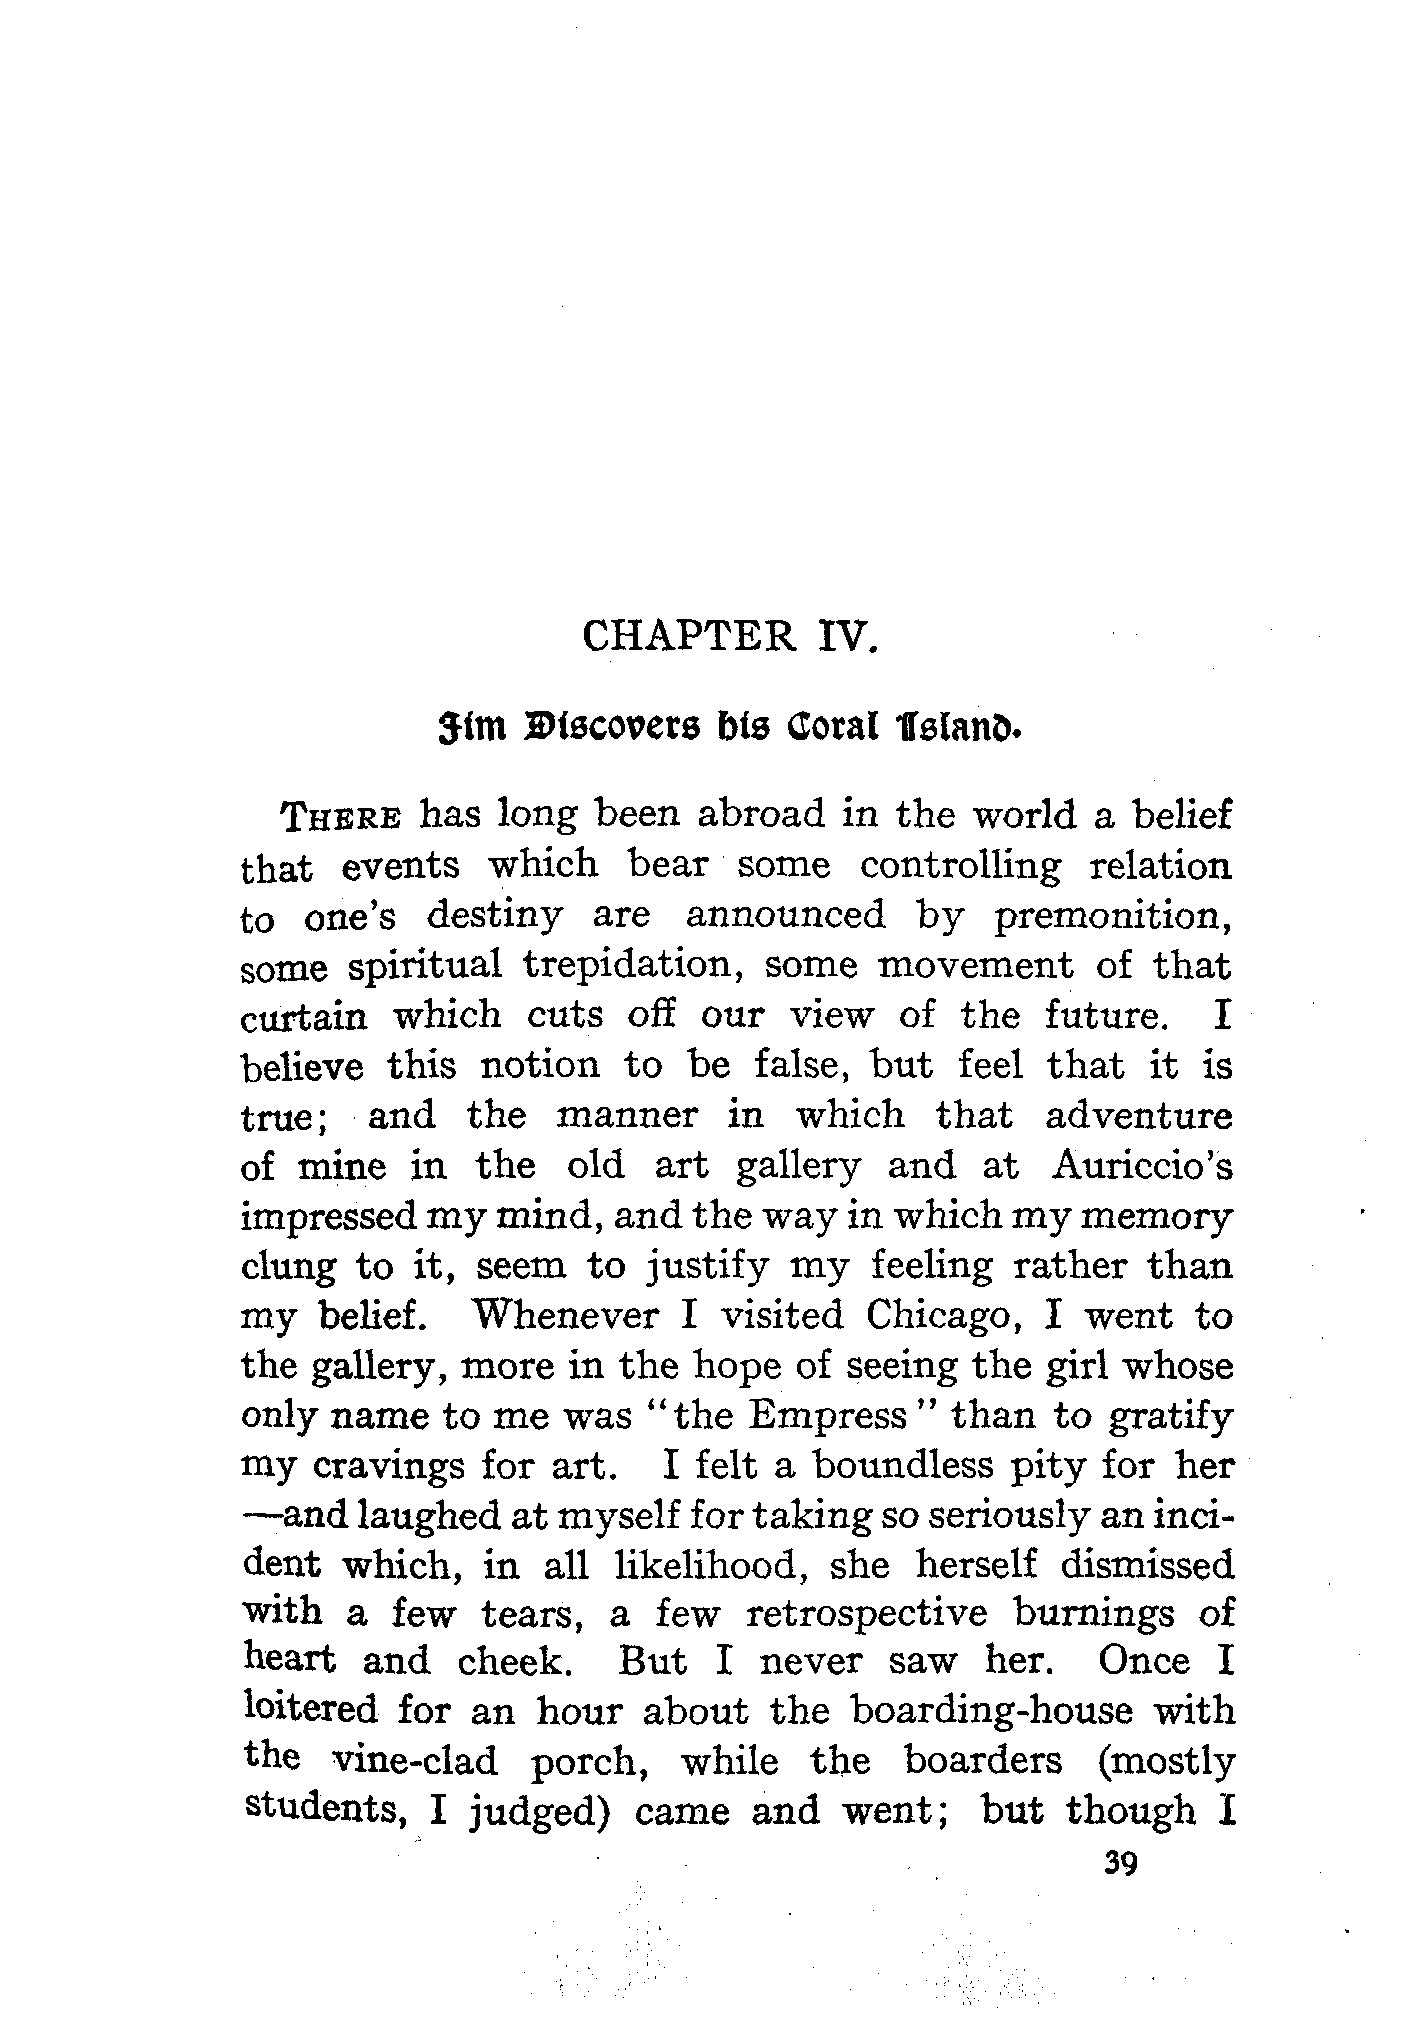 CHAPTER IV.
Jim Discovers his Coral Island.
THERE has long been abroad in the world a belief
that events which bear some controlling relation
to one's destiny are announced by premonition,
some spiritual trepidation, some movement of that
curtain which cuts off our view of the future. I
believe this notion to be false, but feel that it is
true; and the manner in which that adventure
of mine in the old art gallery and at Auriccio's
impressed my mind, and the way in which my memory
clung to it, seem to justify my feeling rather than
my belief. Whenever I visited Chicago, I went to
the gallery, more in the hope of seeing the girl whose
only name to me was "the Empress" than to gratify
my cravings for art. I felt a boundless pity for her
—and laughed at myself for taking so seriously an inci-
dent which, in all likelihood, she herself dismissed
with a few tears, a few retrospective burnings of
heart and cheek. But I never saw her. Once I
loitered for an hour about the boarding-house with
the vine-clad porch, while the boarders (mostly
students, I judged) came and went; but though I
39